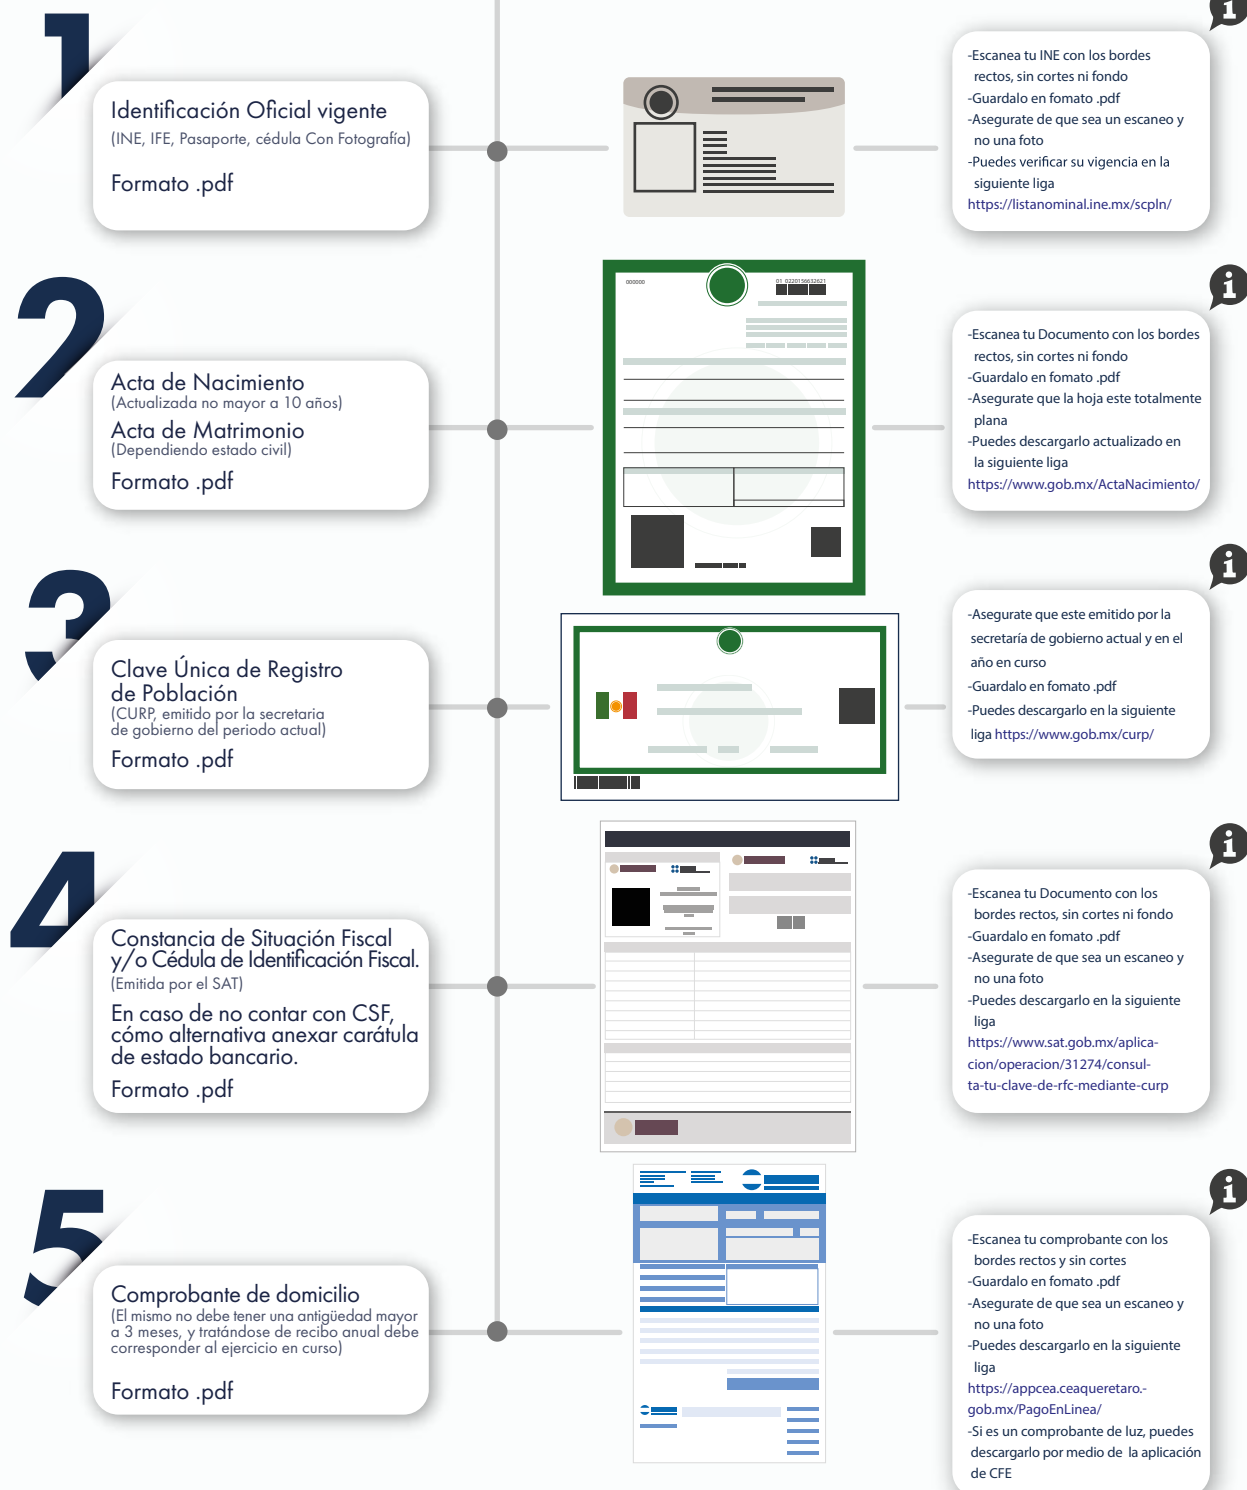 1
Identificación Oficial vigente
(INE, IFE, Pasaporte, cédula Con Fotografía)
Formato .pdf
-Escanea tu INE con los bordes
rectos, sin cortes ni fondo
-Guardalo en fomato .pdf
-Asegurate de que sea un escaneo y
no una foto
-Puedes verificar su vigencia en la
siguiente liga
https://listanominal.ine.mx/scpln/
2
Acta de Nacimiento
(Actualizada no mayor a 10 años)
Acta de Matrimonio
(Dependiendo estado civil)
Formato .pdf
000000
01 0220156632621
-Escanea tu Documento con los bordes
rectos, sin cortes ni fondo
-Guardalo en fomato .pdf
-Asegurate que la hoja este totalmente
plana
-Puedes descargarlo actualizado en
la siguiente liga
https://www.gob.mx/ActaNacimiento/
3
Clave Única de Registro
de Población
(CURP, emitido por la secretaria
de gobierno del periodo actual)
Formato .pdf
-Asegurate que este emitido por la
secretaría de gobierno actual y en el
año en curso
-Guardalo en fomato .pdf
-Puedes descargarlo en la siguiente
liga https://www.gob.mx/curp/
4
Constancia de Situación Fiscal
y/o Cédula de Identificación Fiscal.
(Emitida por el SAT)
En caso de no contar con CSF,
cómo alternativa anexar carátula
de estado bancario.
Formato .pdf
-Escanea tu Documento con los
bordes rectos, sin cortes ni fondo
-Guardalo en fomato .pdf
-Asegurate de que sea un escaneo y
no una foto
-Puedes descargarlo en la siguiente
liga
https://www.sat.gob.mx/aplica-
cion/operacion/31274/consul-
ta-tu-clave-de-rfc-mediante-curp
5
Comprobante de domicilio
(El mismo no debe tener una antigüedad mayor
a 3 meses, y tratándose de recibo anual debe
corresponder al ejercicio en curso)
Formato .pdf
-Escanea tu comprobante con los
bordes rectos y sin cortes
-Guardalo en fomato .pdf
-Asegurate de que sea un escaneo y
no una foto
-Puedes descargarlo en la siguiente
liga
https://appcea.ceaqueretaro.-
gob.mx/PagoEnLinea/
-Si es un comprobante de luz, puedes
descargarlo por medio de la aplicación
de CFE